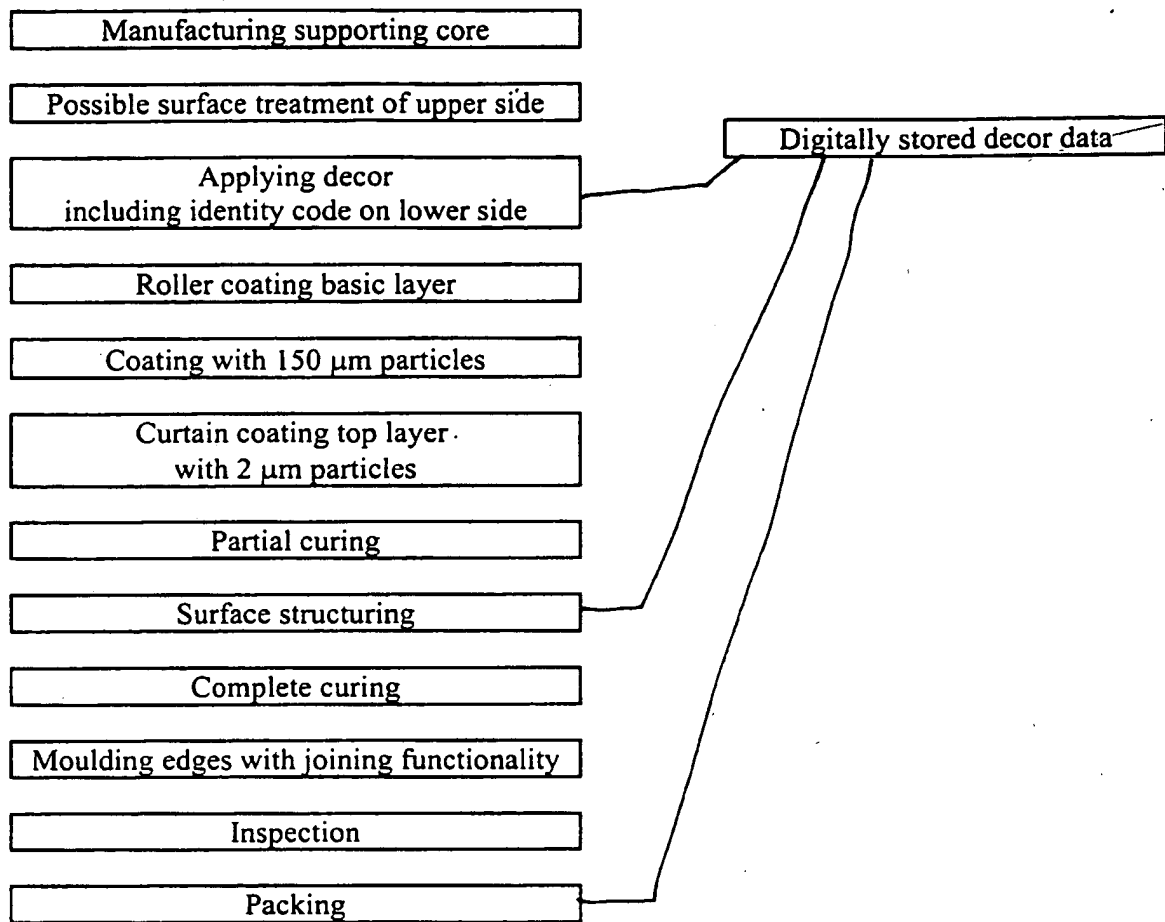 Manufacturing supporting core
Possible surface treatment of upper side
Digitally stored decor data
Applying decor
including identity code on lower side
Roller coating basic layer
Coating with 150 µm particles
Curtain coating top layer
with 2 µm particles
Partial curing
Surface structuring
Complete curing
Moulding edges with joining functionality
Inspection
Packing